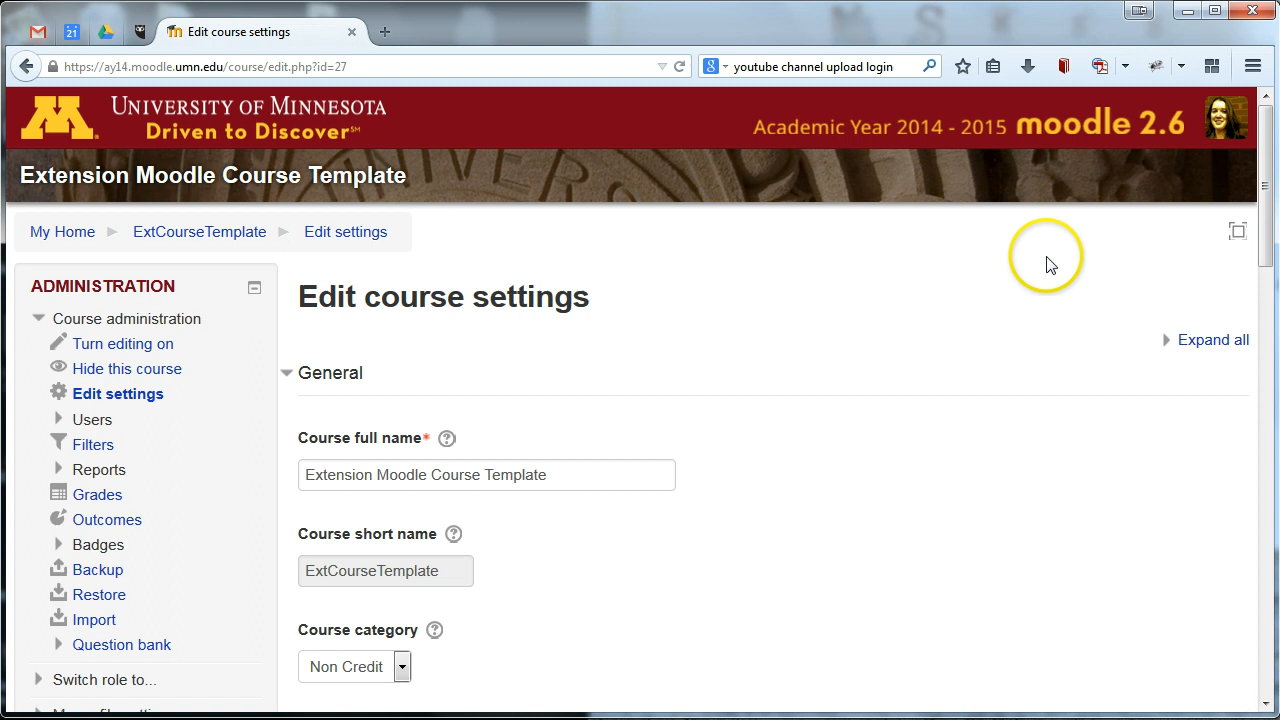 21
Edit course settings
https://ay14.moodle.umn.edu/course/edit.php?id=27
8
youtube channel upload login
M
UNIVERSITY OF MINNESOTA
Driven to Discover℠
Academic Year 2014 - 2015 moodle 2.6
Extension Moodle Course Template
My Home
ExtCourseTemplate
Edit settings
ADMINISTRATION
Course administration
Turn editing on
Hide this course
Edit settings
Users
Filters
Reports
Grades
Outcomes
Badges
Backup
Restore
Import
Question bank
Switch role to...
Edit course settings
Expand all
General
Course full name*
Extension Moodle Course Template
Course short name
ExtCourseTemplate
Course category
Non Credit